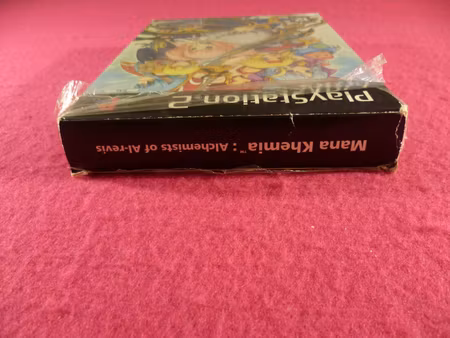 PlayStation 2
Mana Khemia™: Alchemists of Al-revis